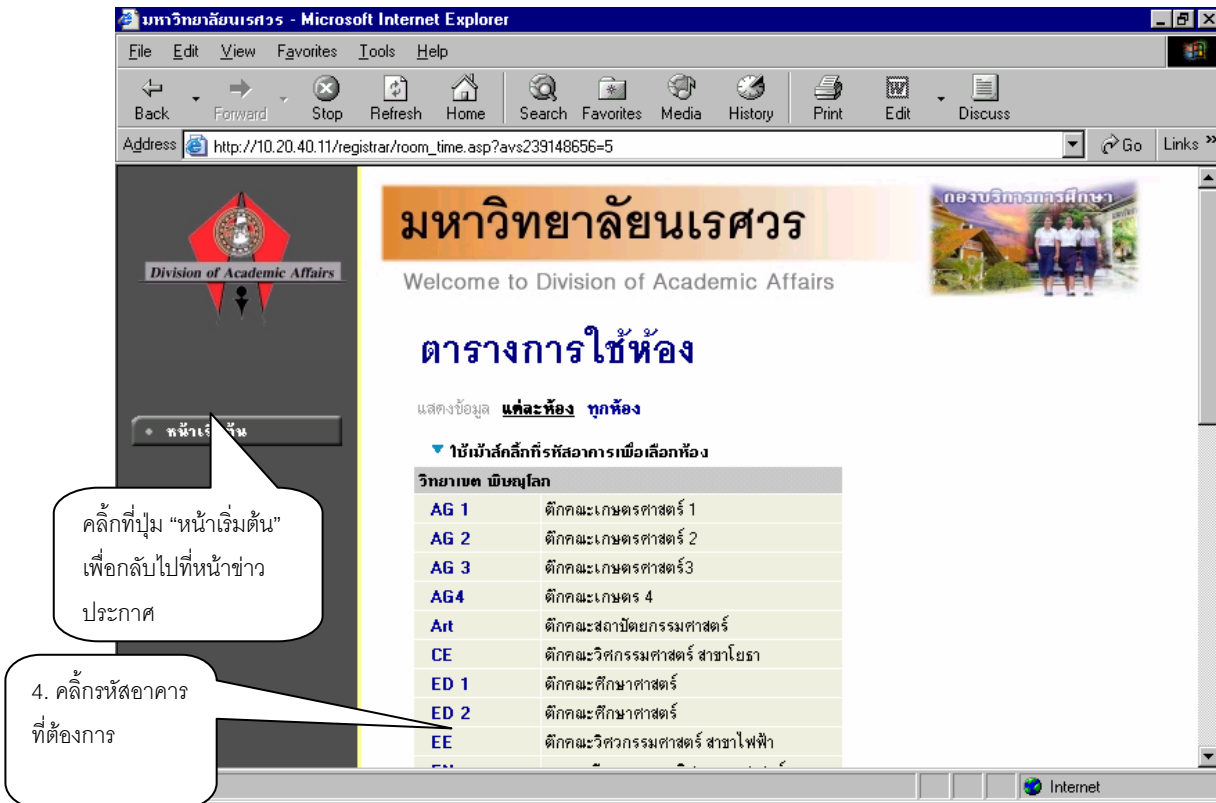 มหาวิทยาลัยนเรศวร - Microsoft Internet Explorer
File Edit View Favorites Tools Help
Back Forward Stop Refresh Home Search Favorites Media History Print Edit Discuss
Address http://10.20.40.11/registrar/room_time.asp?avs239148656=5 Go Links »
Division of Academic Affairs
มหาวิทยาลัยนเรศวร
กองบริการการศึกษา
Welcome to Division of Academic Affairs
ตารางการใช้ห้อง
แสดงข้อมูล แต่ละห้อง ทุกห้อง
ใช้เม้าส์คลิ้กที่รหัสอาคารเพื่อเลือกห้อง
วิทยาเขต พิษณุโลก
AG 1 ตึกคณะเกษตรศาสตร์ 1
AG 2 ตึกคณะเกษตรศาสตร์ 2
AG 3 ตึกคณะเกษตรศาสตร์3
AG4 ตึกคณะเกษตร 4
Art ตึกคณะสถาปัตยกรรมศาสตร์
CE ตึกคณะวิศกรรมศาสตร์ สาขาโยธา
ED 1 ตึกคณะศึกษาศาสตร์
ED 2 ตึกคณะศึกษาศาสตร์
EE ตึกคณะวิศวกรรมศาสตร์ สาขาไฟฟ้า
คลิ้กที่ปุ่ม “หน้าเริ่มต้น”
เพื่อกลับไปที่หน้าข่าว
ประกาศ
4. คลิ้กรหัสอาคาร
ที่ต้องการ
Internet